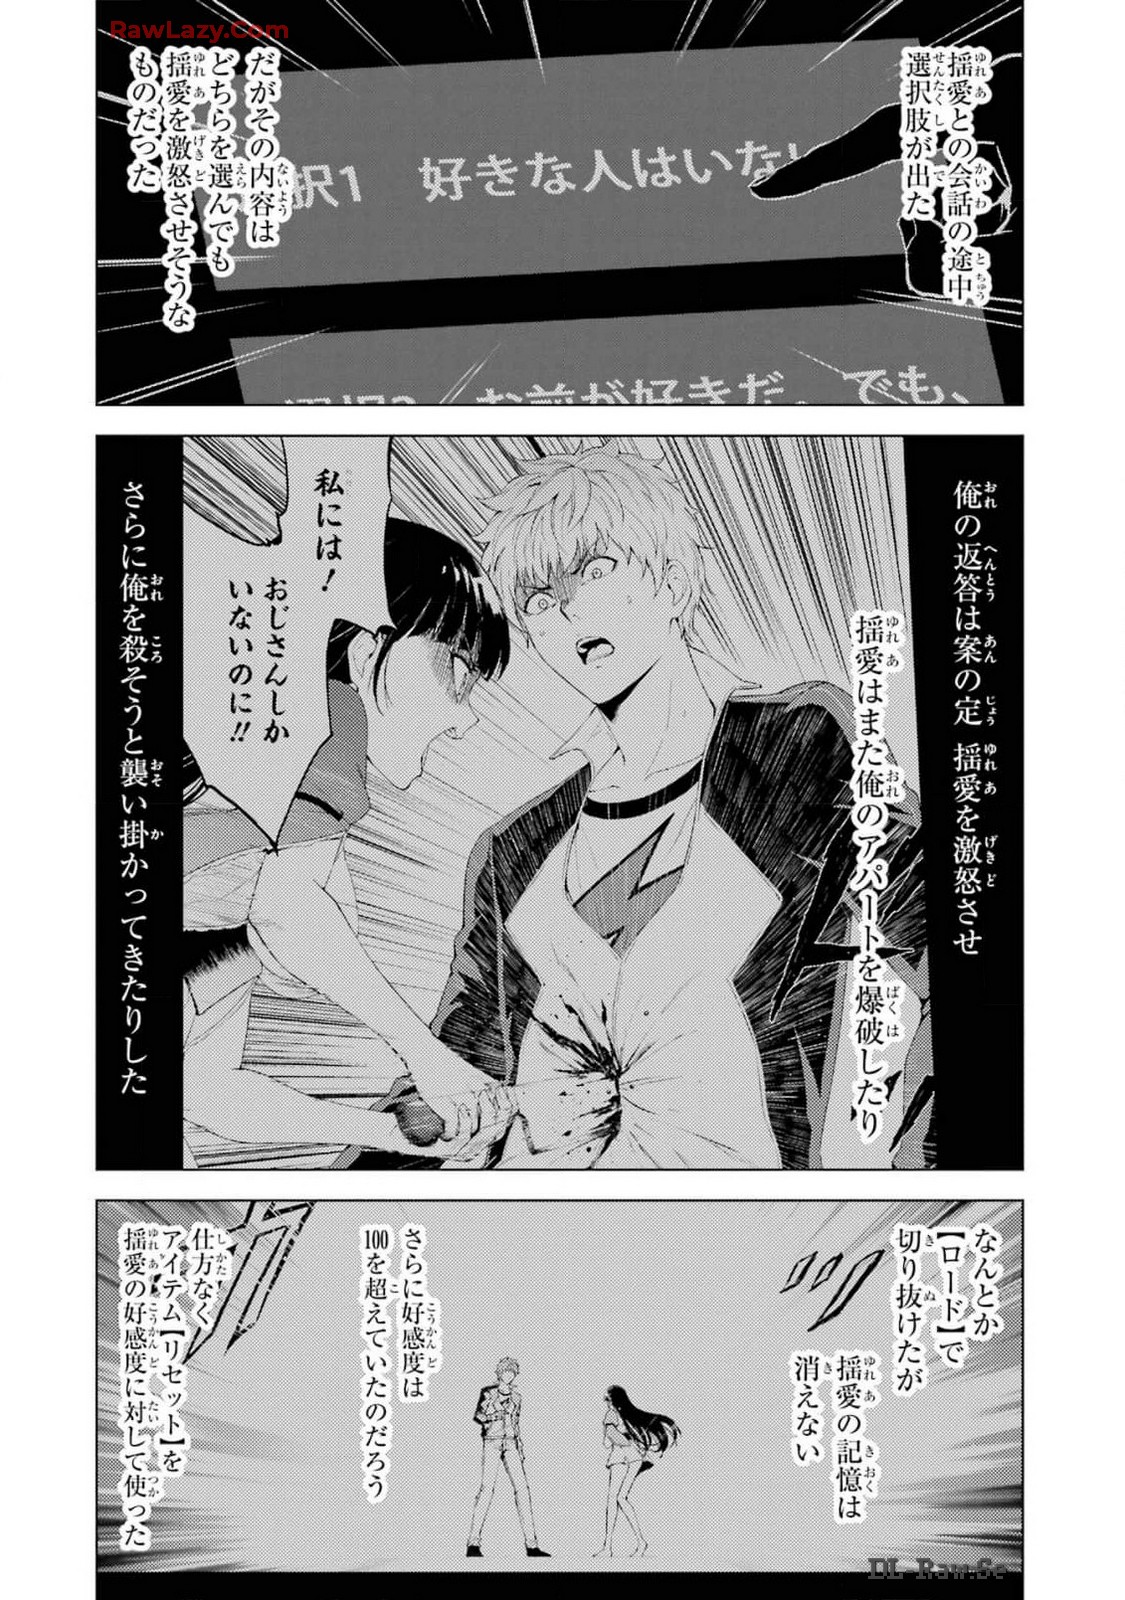 RawLazy.Com
揺愛との会話の途中
選択肢が出た
だがその内容は
どちらを選んでも
揺愛を激怒させそうな
ものだった
択1 好きな人はいない
選択2 お前が好きだ。でも、
俺の返答は案の定 揺愛を激怒させ
揺愛はまた俺のアパートを爆破したり
私には！
おじさんしか
いないのに!!
さらに俺を殺そうと襲い掛かってきたりした
なんとか
【ロード】で
切り抜けたが
揺愛の記憶は
消えない
さらに好感度は
100を超えていたのだろう
仕方なく
アイテム【リセット】を
揺愛の好感度に対して使った
DL-Raw.Se